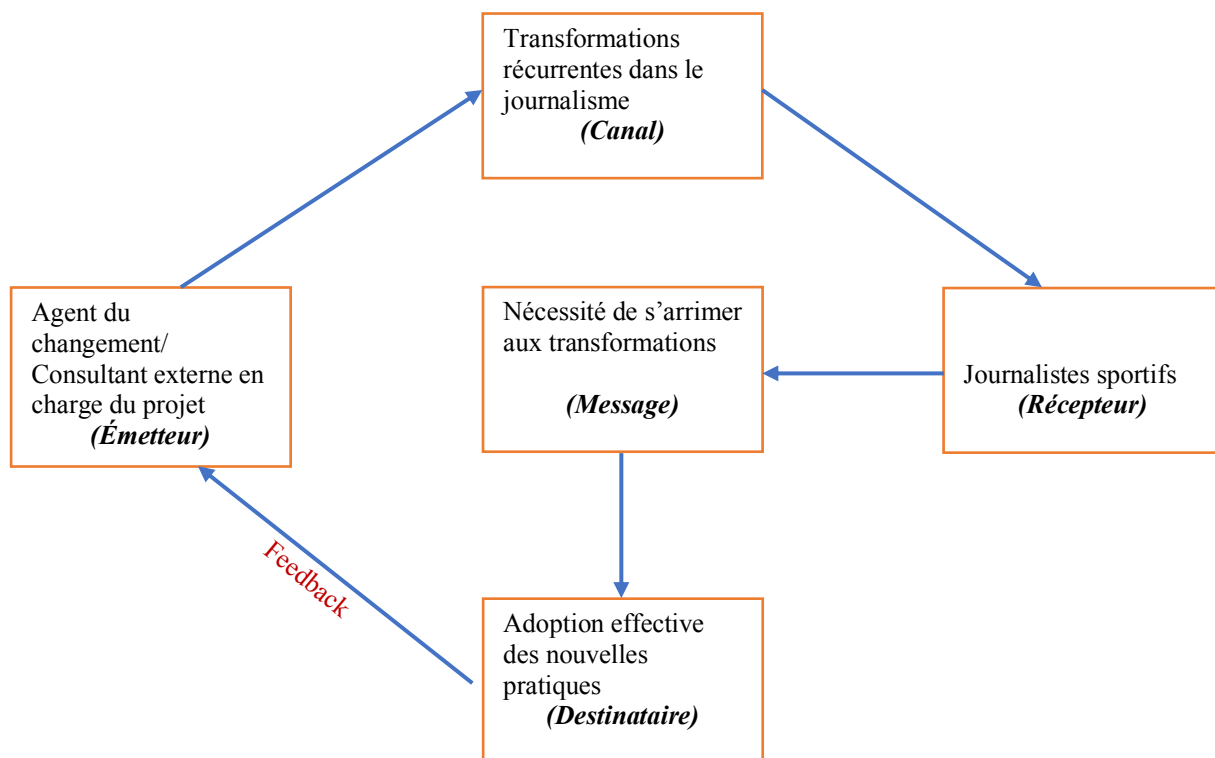 Transformations
récurrentes dans le
journalisme
(Canal)
Agent du
changement/
Consultant externe en
charge du projet
(Émetteur)
Nécessité de s’arrimer
aux transformations
(Message)
Journalistes sportifs
(Récepteur)
Feedback
Adoption effective
des nouvelles
pratiques
(Destinataire)